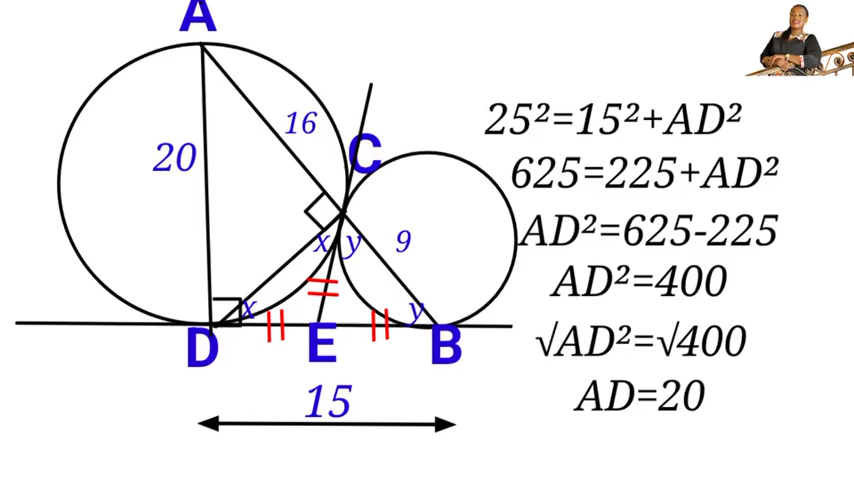 A
16
20
C
x
y
9
x
y
D
E
B
15
25²=15²+AD²
625=225+AD²
AD²=625-225
AD²=400
√AD²=√400
AD=20